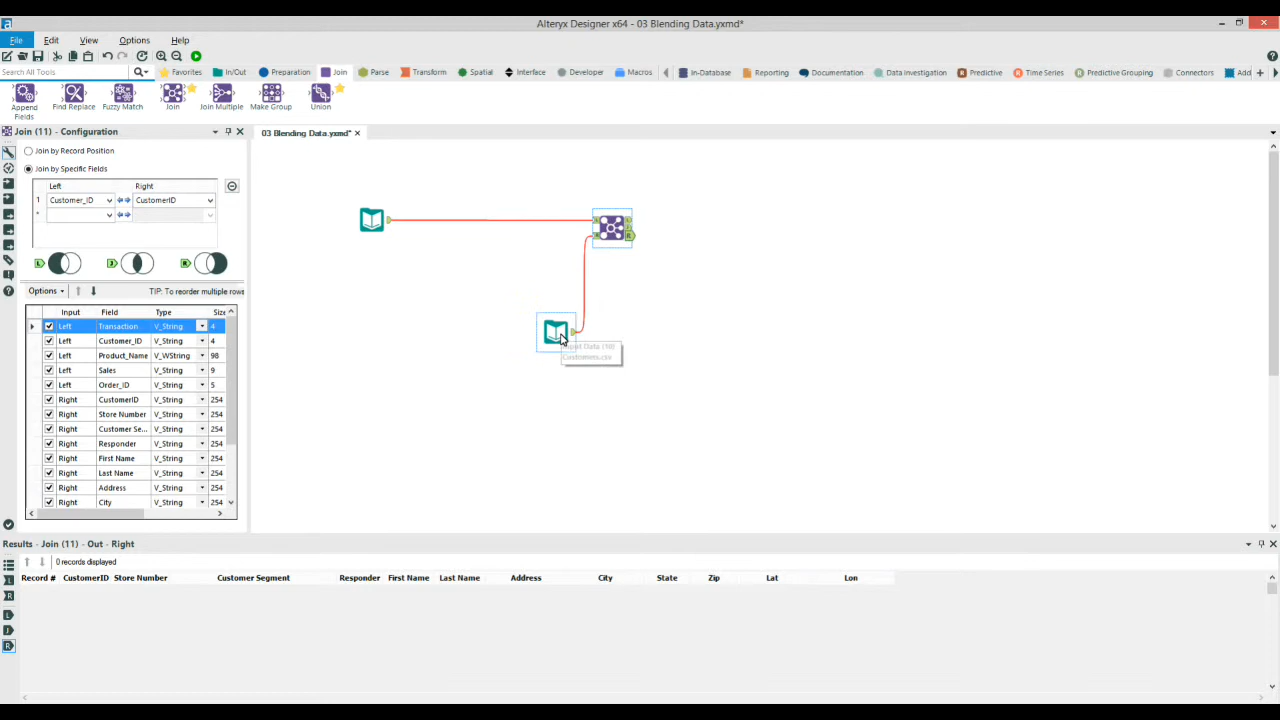 Alteryx Designer x64 - 03 Blending Data.yxmd*
File Edit View Options Help
Search All Tools Favorites In/Out Preparation Join Parse Transform Spatial Interface Developer Macros In-Database Reporting Documentation Data Investigation Predictive Time Series Predictive Grouping Connectors Add
Append Fields Find Replace Fuzzy Match Join Join Multiple Make Group Union
Join (11) - Configuration
03 Blending Data.yxmd*
Join by Record Position
Join by Specific Fields
Left Right
1 Customer_ID CustomerID
*
L J R
Options TIP: To reorder multiple rows
Input Field Type Size
Left Transaction V_String 4
Left Customer_ID V_String 4
Left Product_Name V_WString 98
Left Sales V_String 9
Left Order_ID V_String 5
Right CustomerID V_String 254
Right Store Number V_String 254
Right Customer Se... V_String 254
Right Responder V_String 254
Right First Name V_String 254
Right Last Name V_String 254
Right Address V_String 254
Right City V_String 254
Input Data (10)
Customers.csv
Results - Join (11) - Out - Right
0 records displayed
Record # CustomerID Store Number Customer Segment Responder First Name Last Name Address City State Zip Lat Lon